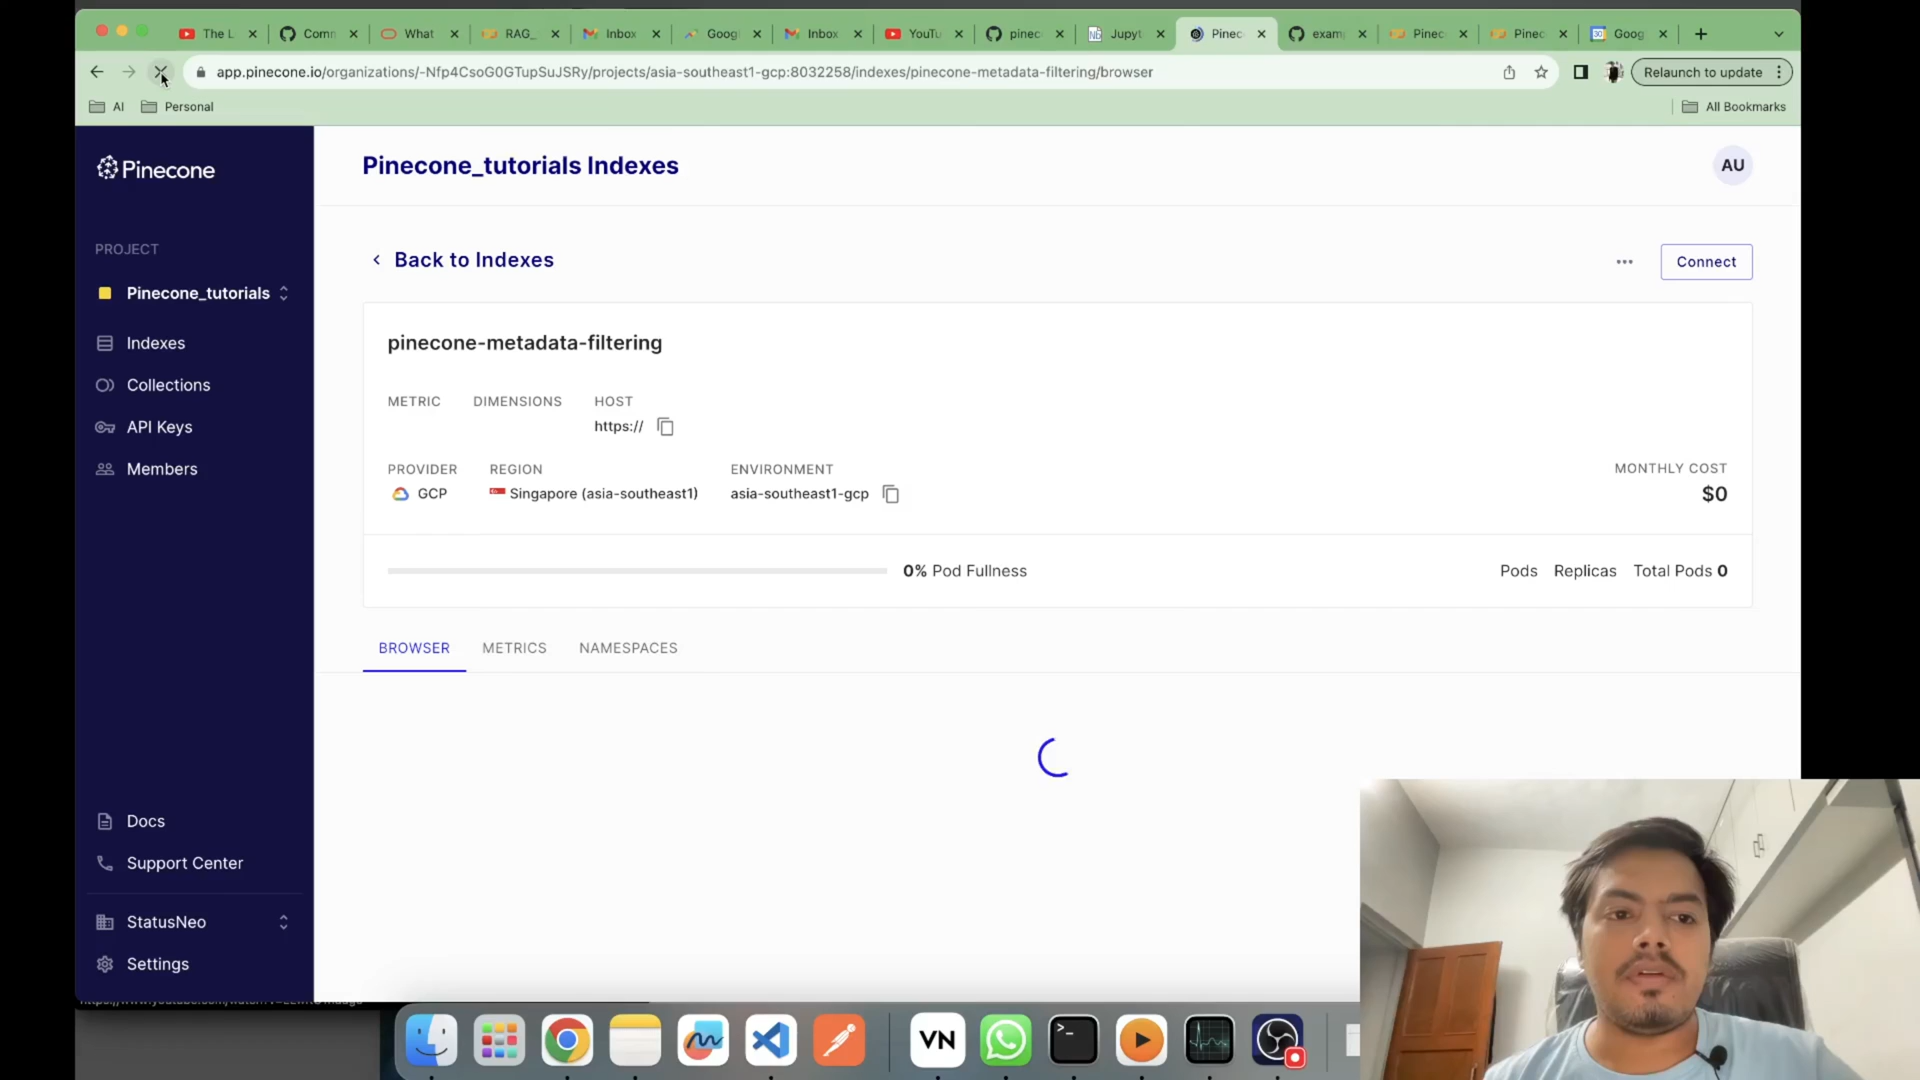 The L
Comm
What
RAG_
Inbox
Goog
Inbox
YouTu
pinec
Jupyt
Pinec
exam
Pinec
Pinec
Goog
app.pinecone.io/organizations/-Nfp4CsoG0GTupSuJSRy/projects/asia-southeast1-gcp:8032258/indexes/pinecone-metadata-filtering/browser
Relaunch to update
AI
Personal
All Bookmarks
Pinecone
Pinecone_tutorials Indexes
AU
PROJECT
Pinecone_tutorials
Indexes
Collections
API Keys
Members
Docs
Support Center
StatusNeo
Settings
Back to Indexes
Connect
pinecone-metadata-filtering
METRIC DIMENSIONS HOST
https://
PROVIDER REGION ENVIRONMENT MONTHLY COST
GCP Singapore (asia-southeast1) asia-southeast1-gcp $0
0% Pod Fullness Pods Replicas Total Pods 0
BROWSER METRICS NAMESPACES
VN